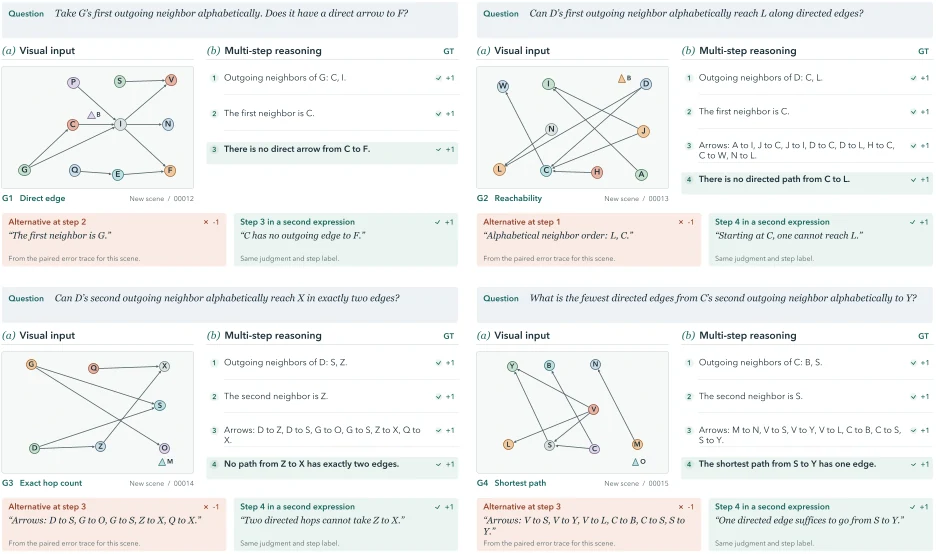 Question Take G's first outgoing neighbor alphabetically. Does it have a direct arrow to F?
(a) Visual input
(b) Multi-step reasoning GT
P S V
B
C I N
G Q E F
1 Outgoing neighbors of G: C, I. ✓ +1
2 The first neighbor is C. ✓ +1
3 There is no direct arrow from C to F. ✓ +1
G1 Direct edge New scene / 00012
Alternative at step 2 × -1
“The first neighbor is G.”
From the paired error trace for this scene.
Step 3 in a second expression ✓ +1
“C has no outgoing edge to F.”
Same judgment and step label.
Question Can D's first outgoing neighbor alphabetically reach L along directed edges?
(a) Visual input
(b) Multi-step reasoning GT
W I B D
N J
L C H A
1 Outgoing neighbors of D: C, L. ✓ +1
2 The first neighbor is C. ✓ +1
3 Arrows: A to I, J to C, J to I, D to C, D to L, H to C, ✓ +1
C to W, N to L.
4 There is no directed path from C to L. ✓ +1
G2 Reachability New scene / 00013
Alternative at step 1 × -1
“Alphabetical neighbor order: L, C.”
From the paired error trace for this scene.
Step 4 in a second expression ✓ +1
“Starting at C, one cannot reach L.”
Same judgment and step label.
Question Can D's second outgoing neighbor alphabetically reach X in exactly two edges?
(a) Visual input
(b) Multi-step reasoning GT
G Q X
S
D Z O
M
1 Outgoing neighbors of D: S, Z. ✓ +1
2 The second neighbor is Z. ✓ +1
3 Arrows: D to Z, D to S, G to O, G to S, Z to X, Q to ✓ +1
X.
4 No path from Z to X has exactly two edges. ✓ +1
G3 Exact hop count New scene / 00014
Alternative at step 3 × -1
“Arrows: D to S, G to O, G to S, Z to X, Q to X.”
From the paired error trace for this scene.
Step 4 in a second expression ✓ +1
“Two directed hops cannot take Z to X.”
Same judgment and step label.
Question What is the fewest directed edges from C's second outgoing neighbor alphabetically to Y?
(a) Visual input
(b) Multi-step reasoning GT
Y B N
V
L S C M
O
1 Outgoing neighbors of C: B, S. ✓ +1
2 The second neighbor is S. ✓ +1
3 Arrows: M to N, V to S, V to Y, V to L, C to B, C to S, ✓ +1
S to Y.
4 The shortest path from S to Y has one edge. ✓ +1
G4 Shortest path New scene / 00015
Alternative at step 3 × -1
“Arrows: V to S, V to Y, V to L, C to B, C to S, S to
Y.”
From the paired error trace for this scene.
Step 4 in a second expression ✓ +1
“One directed edge suffices to go from S to Y.”
Same judgment and step label.